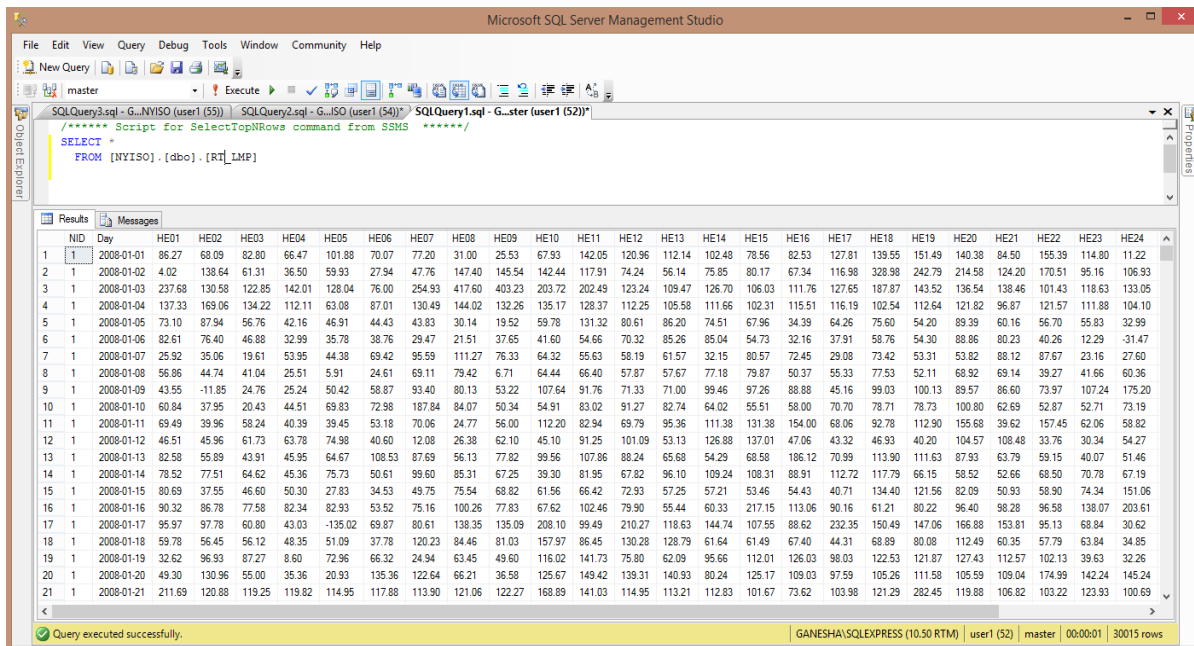 Microsoft SQL Server Management Studio
File Edit View Query Debug Tools Window Community Help
New Query
master Execute
SQLQuery3.sql - G...NYISO (user1 (55)) SQLQuery2.sql - G...ISO (user1 (54))* SQLQuery1.sql - G...ster (user1 (52))*
Object Explorer
Properties
/****** Script for SelectTopNRows command from SSMS ******/
SELECT *
FROM [NYISO].[dbo].[RT_LMP]
Results Messages
NID Day HE01 HE02 HE03 HE04 HE05 HE06 HE07 HE08 HE09 HE10 HE11 HE12 HE13 HE14 HE15 HE16 HE17 HE18 HE19 HE20 HE21 HE22 HE23 HE24
1 1 2008-01-01 86.27 68.09 82.80 66.47 101.88 70.07 77.20 31.00 25.53 67.93 142.05 120.96 112.14 102.48 78.56 82.53 127.81 139.55 151.49 140.38 84.50 155.39 114.80 11.22
2 1 2008-01-02 4.02 138.64 61.31 36.50 59.93 27.94 47.76 147.40 145.54 142.44 117.91 74.24 56.14 75.85 80.17 67.34 116.98 328.98 242.79 214.58 124.20 170.51 95.16 106.93
3 1 2008-01-03 237.68 130.58 122.85 142.01 128.04 76.00 254.93 417.60 403.23 203.72 202.49 123.24 109.47 126.70 106.03 111.76 127.65 187.87 143.52 136.54 138.46 101.43 118.63 133.05
4 1 2008-01-04 137.33 169.06 134.22 112.11 63.08 87.01 130.49 144.02 132.26 135.17 128.37 112.25 105.58 111.66 102.31 115.51 116.19 102.54 112.64 121.82 96.87 121.57 111.88 104.10
5 1 2008-01-05 73.10 87.94 56.76 42.16 46.91 44.43 43.83 30.14 19.52 59.78 131.32 80.61 86.20 74.51 67.96 34.39 64.26 75.60 54.20 89.39 60.16 56.70 55.83 32.99
6 1 2008-01-06 82.61 76.40 46.88 32.99 35.78 38.76 29.47 21.51 37.65 41.60 54.66 70.32 85.26 85.04 54.73 32.16 37.91 58.76 54.30 88.86 80.23 40.26 12.29 -31.47
7 1 2008-01-07 25.92 35.06 19.61 53.95 44.38 69.42 95.59 111.27 76.33 64.32 55.63 58.19 61.57 32.15 80.57 72.45 29.08 73.42 53.31 53.82 88.12 87.67 23.16 27.60
8 1 2008-01-08 56.86 44.74 41.04 25.51 5.91 24.61 69.11 79.42 6.71 64.44 66.40 57.87 57.67 77.18 79.87 50.37 55.33 77.53 52.11 68.92 69.14 39.27 41.66 60.36
9 1 2008-01-09 43.55 -11.85 24.76 25.24 50.42 58.87 93.40 80.13 53.22 107.64 91.76 71.33 71.00 99.46 97.26 88.88 45.16 99.03 100.13 89.57 86.60 73.97 107.24 175.20
10 1 2008-01-10 60.84 37.95 20.43 44.51 69.83 72.98 187.84 84.07 50.34 54.91 83.02 91.27 82.74 64.02 55.51 58.00 70.70 78.71 78.73 100.80 62.69 52.87 52.71 73.19
11 1 2008-01-11 69.49 39.96 58.24 40.39 39.45 53.18 70.06 24.77 56.00 112.20 82.94 69.79 95.36 111.38 131.38 154.00 68.06 92.78 112.90 155.68 39.62 157.45 62.06 58.82
12 1 2008-01-12 46.51 45.96 61.73 63.78 74.98 40.60 12.08 26.38 62.10 45.10 91.25 101.09 53.13 126.88 137.01 47.06 43.32 46.93 40.20 104.57 108.48 33.76 30.34 54.27
13 1 2008-01-13 82.58 55.89 43.91 45.95 64.67 108.53 87.69 56.13 77.82 99.56 107.86 88.24 65.68 54.29 68.58 186.12 70.99 113.90 111.63 87.93 63.79 59.15 40.07 51.46
14 1 2008-01-14 78.52 77.51 64.62 45.36 75.73 50.61 99.60 85.31 67.25 39.30 81.95 67.82 96.10 109.24 108.31 88.91 112.72 117.79 66.15 58.52 52.66 68.50 70.78 67.19
15 1 2008-01-15 80.69 37.55 46.60 50.30 27.83 34.53 49.75 75.54 68.82 61.56 66.42 72.93 57.25 57.21 53.46 54.43 40.71 134.40 121.56 82.09 50.93 58.90 74.34 151.06
16 1 2008-01-16 90.32 86.78 77.58 82.34 82.93 53.52 75.16 100.26 77.83 67.62 102.46 79.90 55.44 60.33 217.15 113.06 90.16 61.21 80.22 96.40 98.28 96.58 138.07 203.61
17 1 2008-01-17 95.97 97.78 60.80 43.03 -135.02 69.87 80.61 138.35 135.09 208.10 99.49 210.27 118.63 144.74 107.55 88.62 232.35 150.49 147.06 166.88 153.81 95.13 68.84 30.62
18 1 2008-01-18 59.78 56.45 56.12 48.35 51.09 37.78 120.23 84.46 81.03 157.97 86.45 130.28 128.79 61.64 61.49 67.40 44.31 68.89 80.08 112.49 60.35 57.79 63.84 34.85
19 1 2008-01-19 32.62 96.93 87.27 8.60 72.96 66.32 24.94 63.45 49.60 116.02 141.73 75.80 62.09 95.66 112.01 126.03 98.03 122.53 121.87 127.43 112.57 102.13 39.63 32.26
20 1 2008-01-20 49.30 130.96 55.00 35.36 20.93 135.36 122.64 66.21 36.58 125.67 149.42 139.31 140.93 80.24 125.17 109.03 97.59 105.26 111.58 105.59 109.04 174.99 142.24 145.24
21 1 2008-01-21 211.69 120.88 119.25 119.82 114.95 117.88 113.90 121.06 122.27 168.89 141.03 114.95 113.21 112.83 101.67 73.62 103.98 121.29 282.45 119.88 106.82 103.22 123.93 100.69
Query executed successfully. GANESHA\SQLEXPRESS (10.50 RTM) user1 (52) master 00:00:01 30015 rows